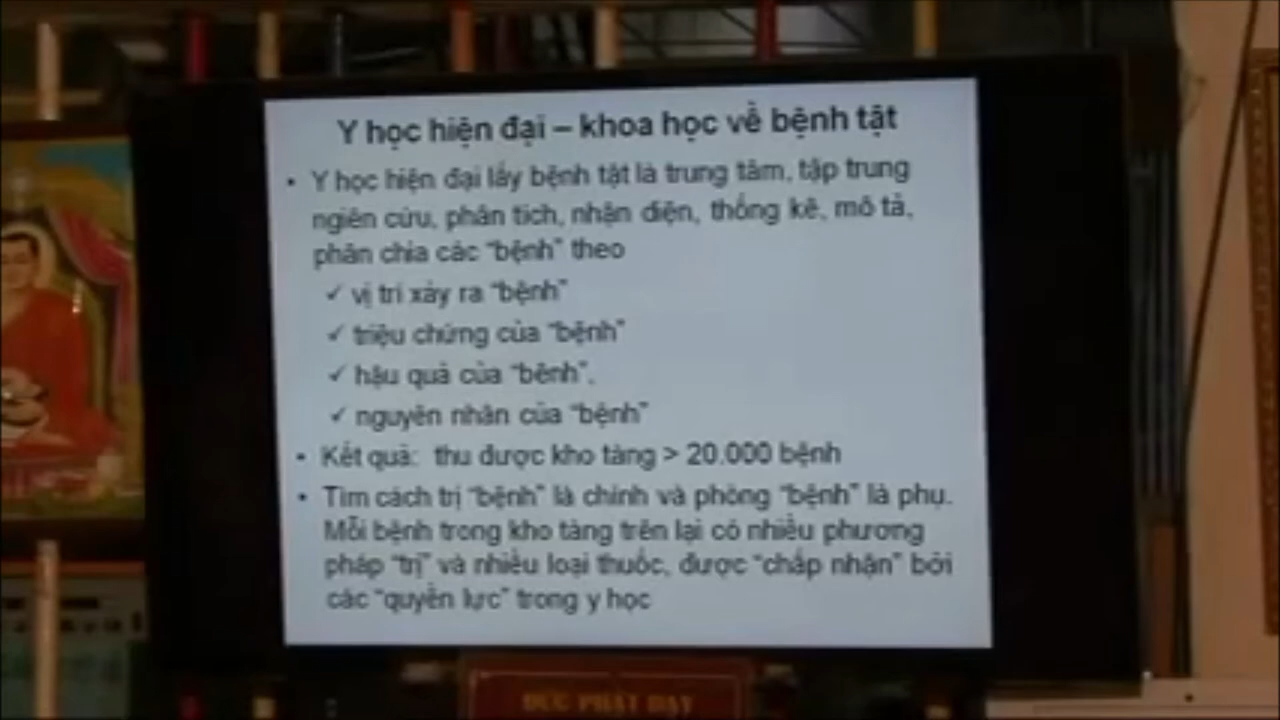 Y học hiện đại – khoa học về bệnh tật
• Y học hiện đại lấy bệnh tật là trung tâm, tập trung
ngiên cứu, phân tích, nhận diện, thống kê, mô tả,
phân chia các “bệnh” theo
✓ vị trí xảy ra “bệnh”
✓ triệu chứng của “bệnh”
✓ hậu quả của “bệnh”.
✓ nguyên nhân của “bệnh”
• Kết quả: thu được kho tàng > 20.000 bệnh
• Tìm cách trị “bệnh” là chính và phòng “bệnh” là phụ.
Mỗi bệnh trong kho tàng trên lại có nhiều phương
pháp “trị” và nhiều loại thuốc, được “chấp nhận” bởi
các “quyền lực” trong y học
ĐỨC PHẬT DẠY